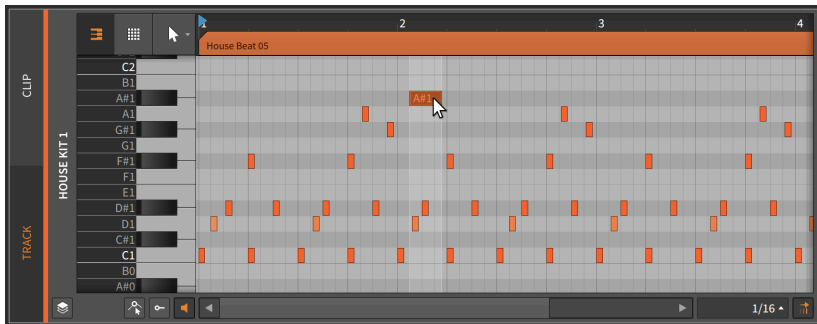 1 2 3 4
House Beat 05
CLIP
TRACK
HOUSE KIT 1
C2
B1
A#1
A#1
A1
G#1
G1
F#1
F1
E1
D#1
D1
C#1
C1
B0
A#0
1/16